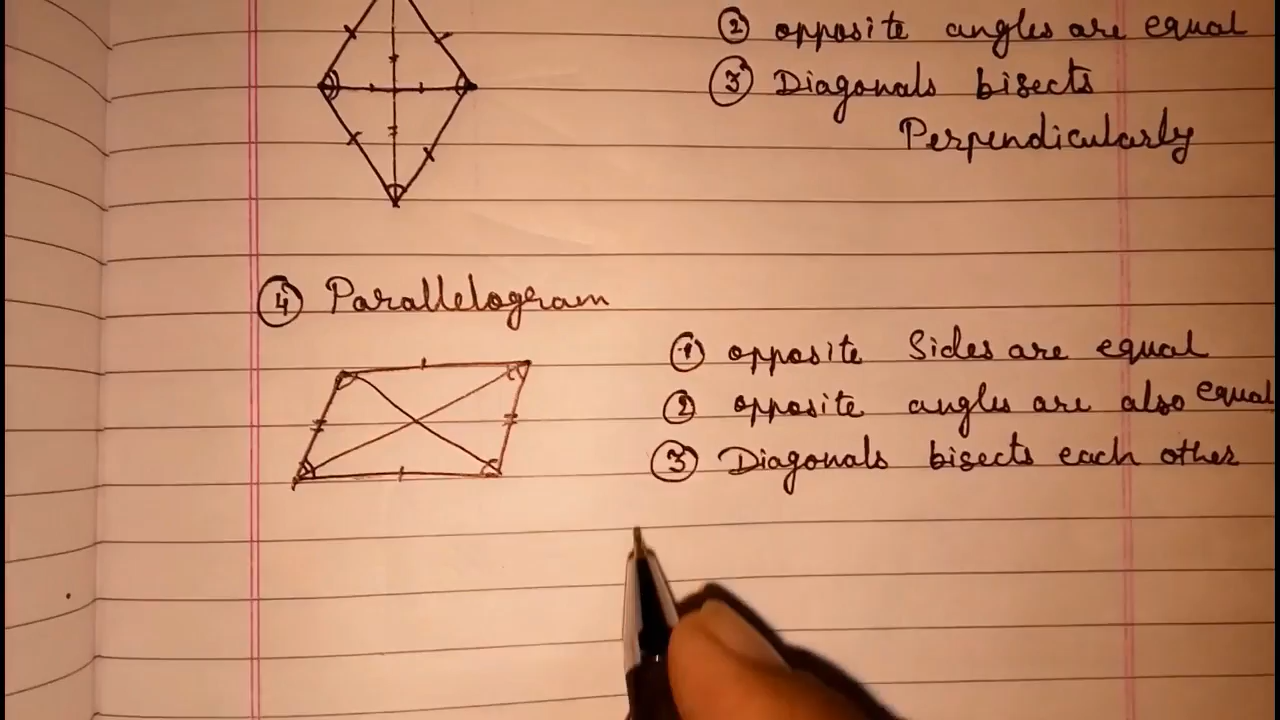 ② opposite angles are equal
③ Diagonals bisects
Perpendicularly
④ Parallelogram
① opposite Sides are equal
② opposite angles are also equal
③ Diagonals bisects each other